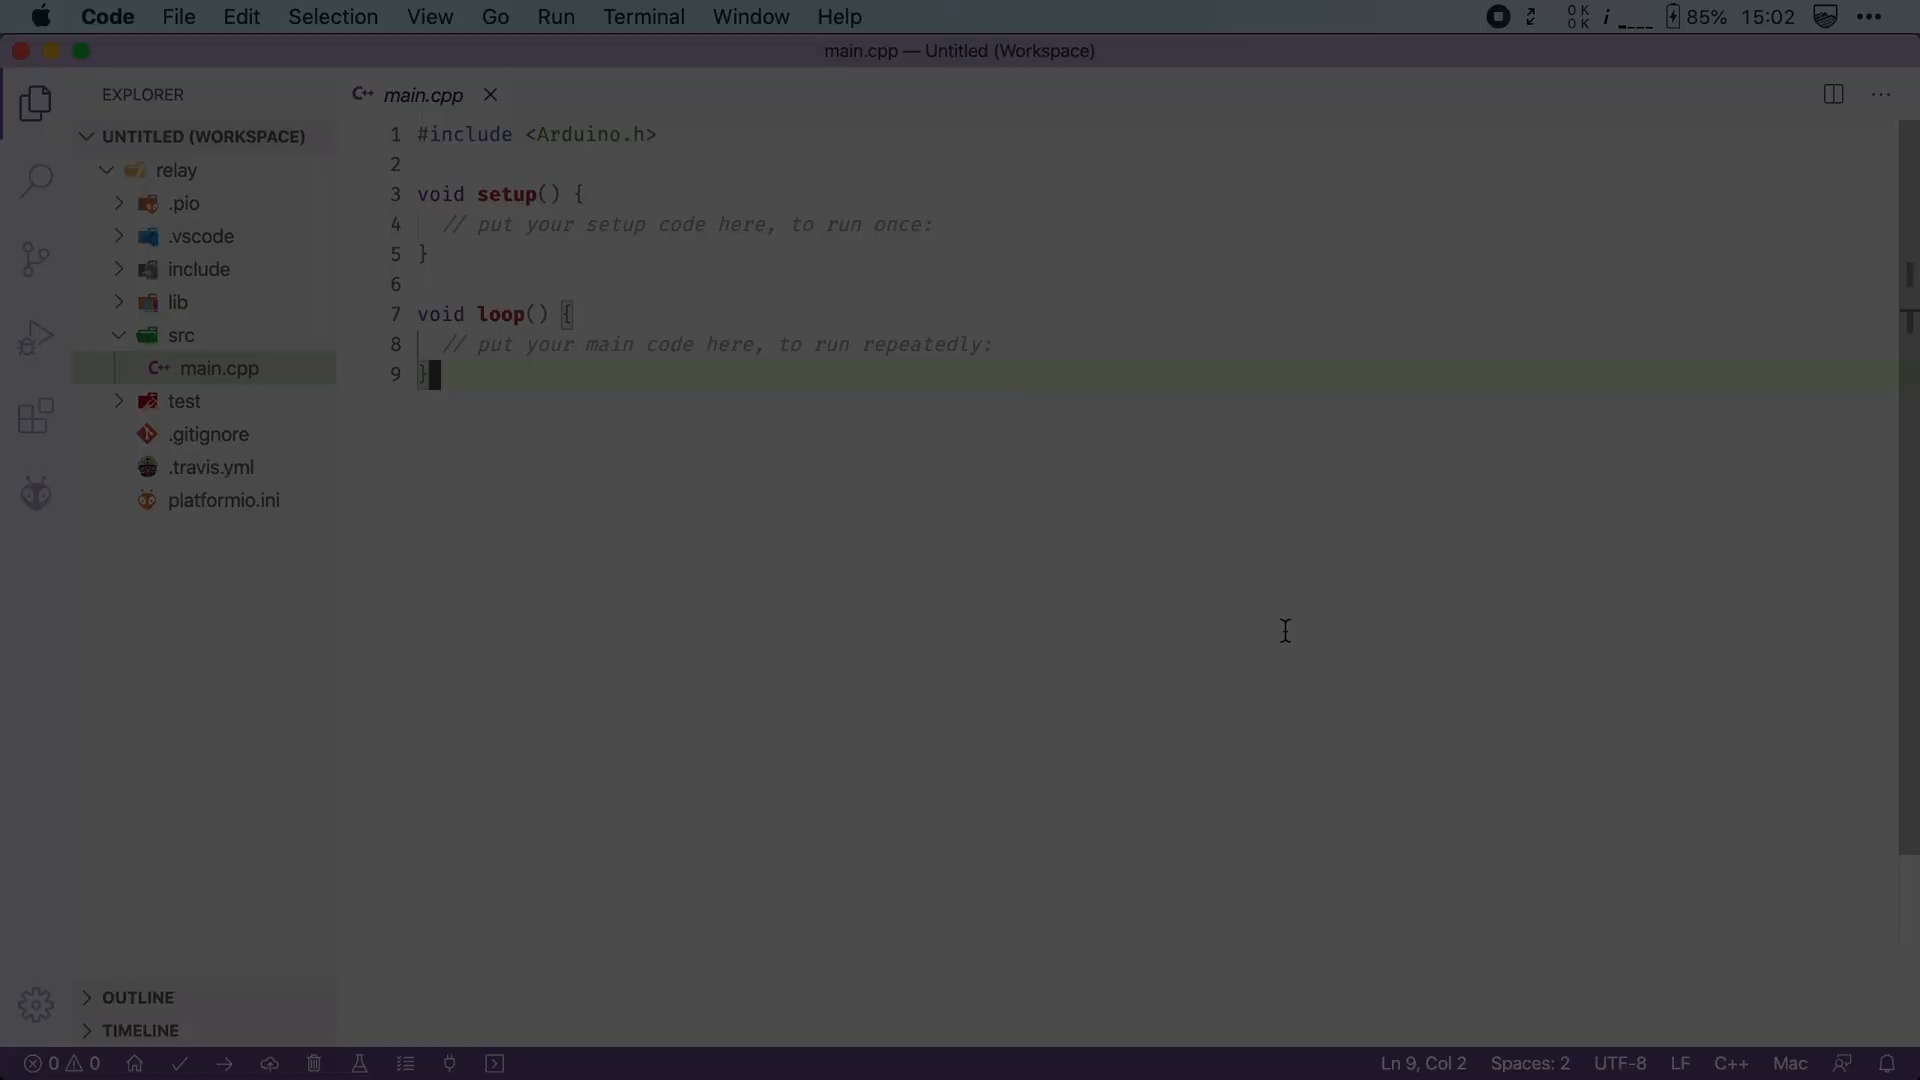 Code File Edit Selection View Go Run Terminal Window Help
0 K
0 K
85% 15:02
main.cpp — Untitled (Workspace)
EXPLORER
UNTITLED (WORKSPACE)
relay
.pio
.vscode
include
lib
src
main.cpp
test
.gitignore
.travis.yml
platformio.ini
OUTLINE
TIMELINE
main.cpp
1 #include <Arduino.h>
2
3 void setup() {
4 // put your setup code here, to run once:
5 }
6
7 void loop() {
8 // put your main code here, to run repeatedly:
9 }
0 0
Ln 9, Col 2 Spaces: 2 UTF-8 LF C++ Mac